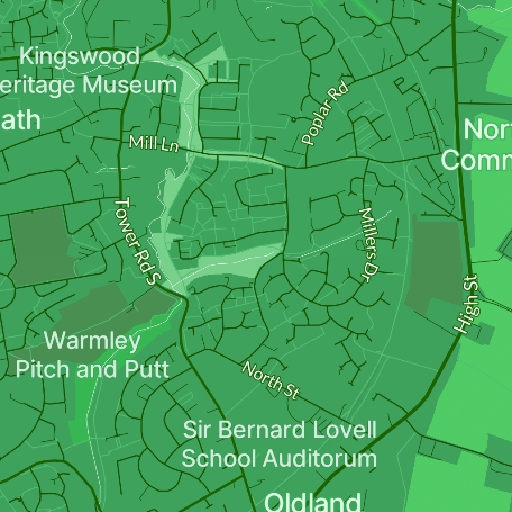 Kingswood
eritage Museum
ath
Mill Ln
Poplar Rd
Nor
Comm
Tower Rd S
Millers Dr
High St
Warmley
Pitch and Putt
North St
Sir Bernard Lovell
School Auditorum
Oldland